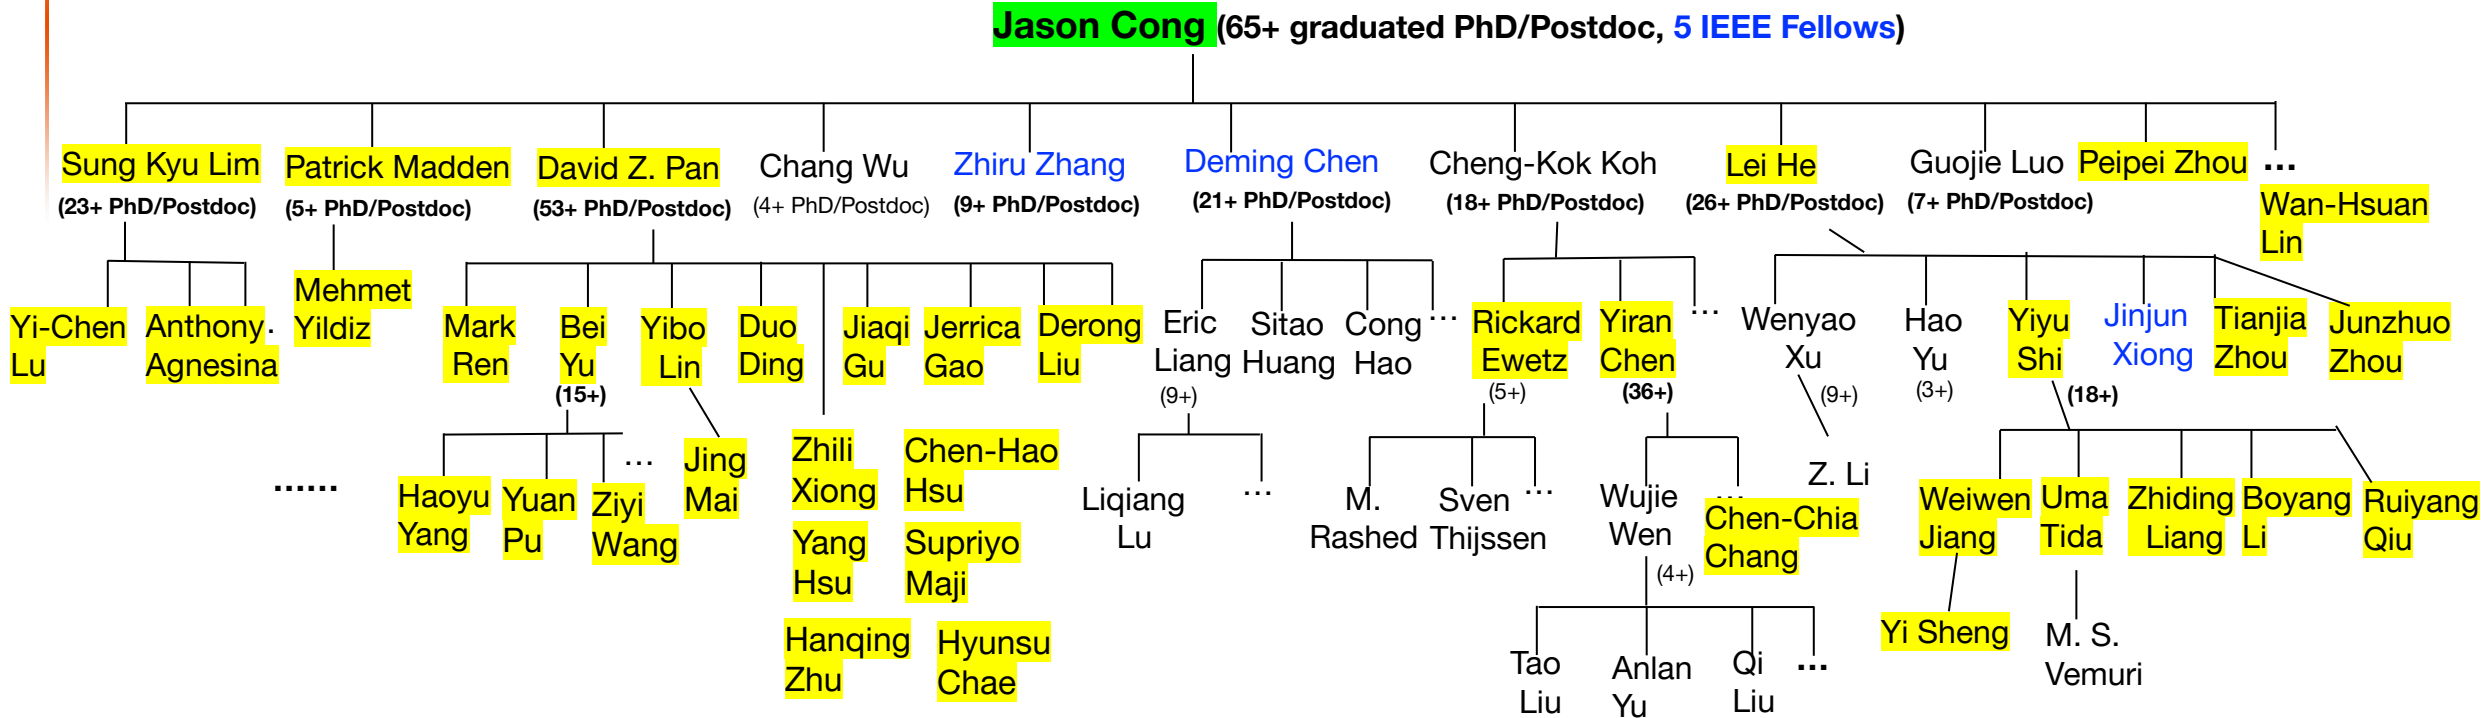 Jason Cong (65+ graduated PhD/Postdoc, 5 IEEE Fellows)
Sung Kyu Lim
(23+ PhD/Postdoc)
Patrick Madden
(5+ PhD/Postdoc)
David Z. Pan
(53+ PhD/Postdoc)
Chang Wu
(4+ PhD/Postdoc)
Zhiru Zhang
(9+ PhD/Postdoc)
Deming Chen
(21+ PhD/Postdoc)
Cheng-Kok Koh
(18+ PhD/Postdoc)
Lei He
(26+ PhD/Postdoc)
Guojie Luo
(7+ PhD/Postdoc)
Peipei Zhou
...
Wan-Hsuan
Lin
Yi-Chen
Lu
Anthony.
Agnesina
Mehmet
Yildiz
Mark
Ren
Bei
Yu
(15+)
Yibo
Lin
Duo
Ding
Jiaqi
Gu
Jerrica
Gao
Derong
Liu
Eric
Liang
(9+)
Sitao
Huang
Cong
Hao
...
Rickard
Ewetz
(5+)
Yiran
Chen
(36+)
...
Wenyao
Xu
(9+)
Hao
Yu
(3+)
Yiyu
Shi
(18+)
Jinjun
Xiong
Tianjia
Zhou
Junzhuo
Zhou
......
Haoyu
Yang
Yuan
Pu
Ziyi
Wang
...
Jing
Mai
Zhili
Xiong
Chen-Hao
Hsu
Yang
Hsu
Supriyo
Maji
Hanqing
Zhu
Hyunsu
Chae
Liqiang
Lu
...
M.
Rashed
Sven
Thijssen
...
Wujie
Wen
(4+)
...
Chen-Chia
Chang
Z. Li
Weiwen
Jiang
Uma
Tida
Zhiding
Liang
Boyang
Li
Ruiyang
Qiu
Tao
Liu
Anlan
Yu
Qi
Liu
...
Yi Sheng
M. S.
Vemuri